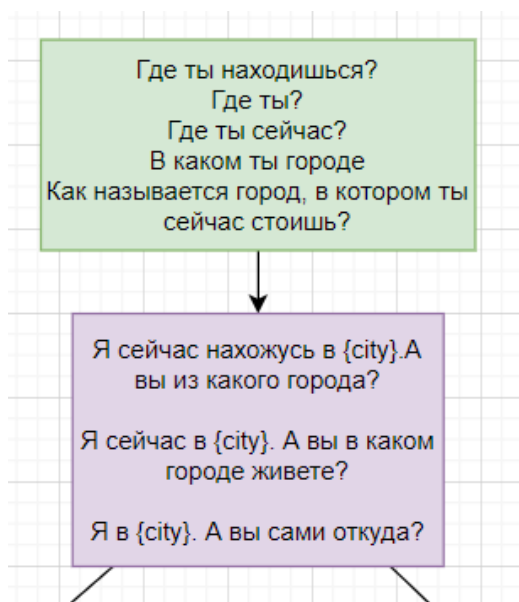 Где ты находишься?
Где ты?
Где ты сейчас?
В каком ты городе
Как называется город, в котором ты
сейчас стоишь?
Я сейчас нахожусь в {city}.А
вы из какого города?
Я сейчас в {city}. А вы в каком
городе живете?
Я в {city}. А вы сами откуда?